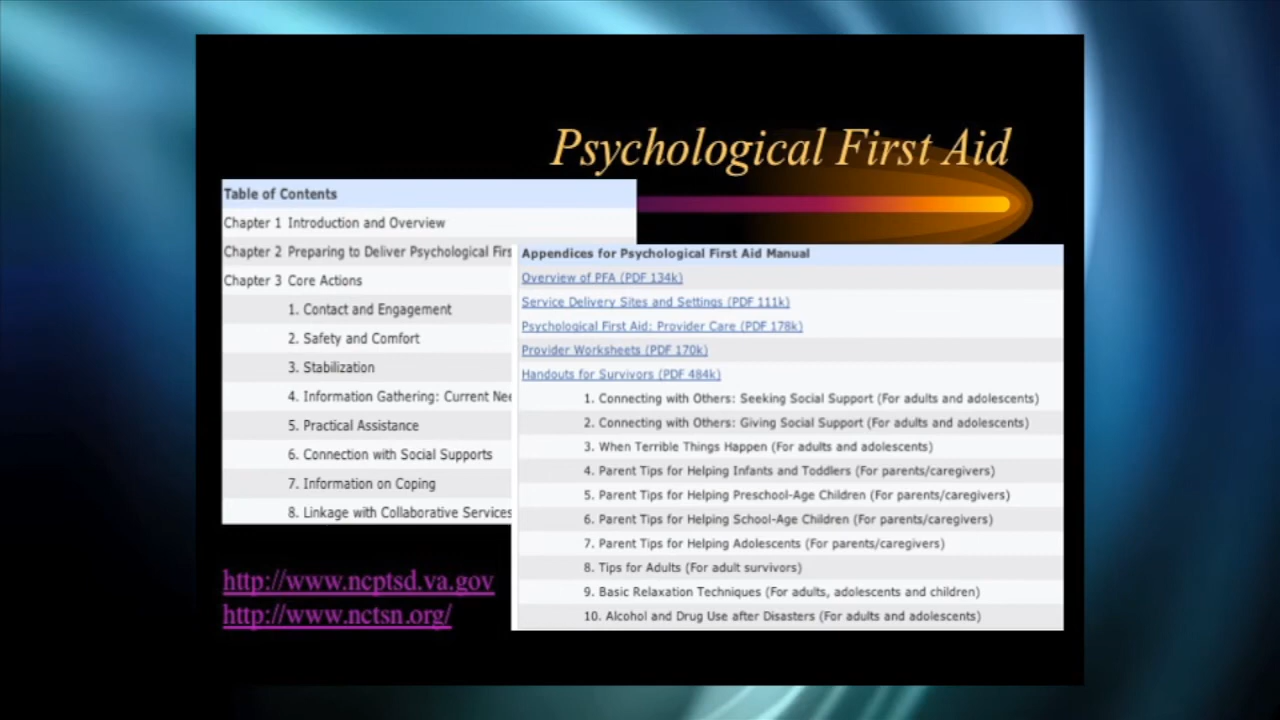 Psychological First Aid
Table of Contents
Chapter 1 Introduction and Overview
Chapter 2 Preparing to Deliver Psychological
Chapter 3 Core Actions
1. Contact and Engagement
2. Safety and Comfort
3. Stabilization
4. Information Gathering: Current
5. Practical Assistance
6. Connection with Social Supports
7. Information on Coping
8. Linkage with Collaborative Services
Appendices for Psychological First Aid Manual
Overview of PFA (PDF 134k)
Service Delivery Sites and Settings (PDF 111k)
Psychological First Aid: Provider Care (PDF 178k)
Provider Worksheets (PDF 170k)
Handouts for Survivors (PDF 484k)
1. Connecting with Others: Seeking Social Support (For adults and adolescents)
2. Connecting with Others: Giving Social Support (For adults and adolescents)
3. When Terrible Things Happen (For adults and adolescents)
4. Parent Tips for Helping Infants and Toddlers (For parents/caregivers)
5. Parent Tips for Helping Preschool-Age Children (For parents/caregivers)
6. Parent Tips for Helping School-Age Children (For parents/caregivers)
7. Parent Tips for Helping Adolescents (For parents/caregivers)
8. Tips for Adults (For adult survivors)
9. Basic Relaxation Techniques (For adults, adolescents and children)
10. Alcohol and Drug Use after Disasters (For adults and adolescents)
http://www.ncptsd.va.gov
http://www.nctsn.org/